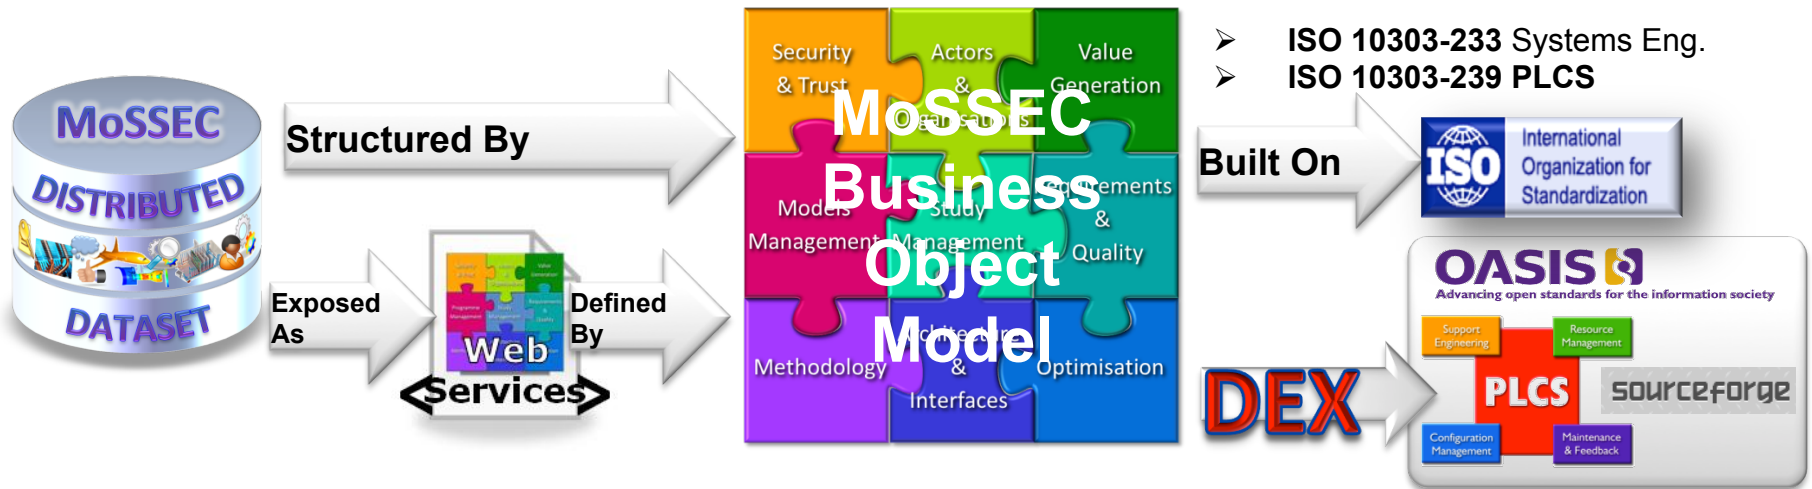 MoSSEC
DISTRIBUTED
DATASET
Structured By
Exposed
As
Web
<Services>
Defined
By
Security
& Trust
Actors
&
Organisations
Value
Generation
Models
Management
Study
Management
Requirements
&
Quality
Methodology
Architecture
&
Interfaces
Optimisation
MoSSEC
Business
Object
Model
➢ ISO 10303-233 Systems Eng.
➢ ISO 10303-239 PLCS
Built On
ISO
International
Organization for
Standardization
DEX
OASIS
Advancing open standards for the information society
Support
Engineering
Resource
Management
PLCS
sourceforge
Configuration
Management
Maintenance
& Feedback